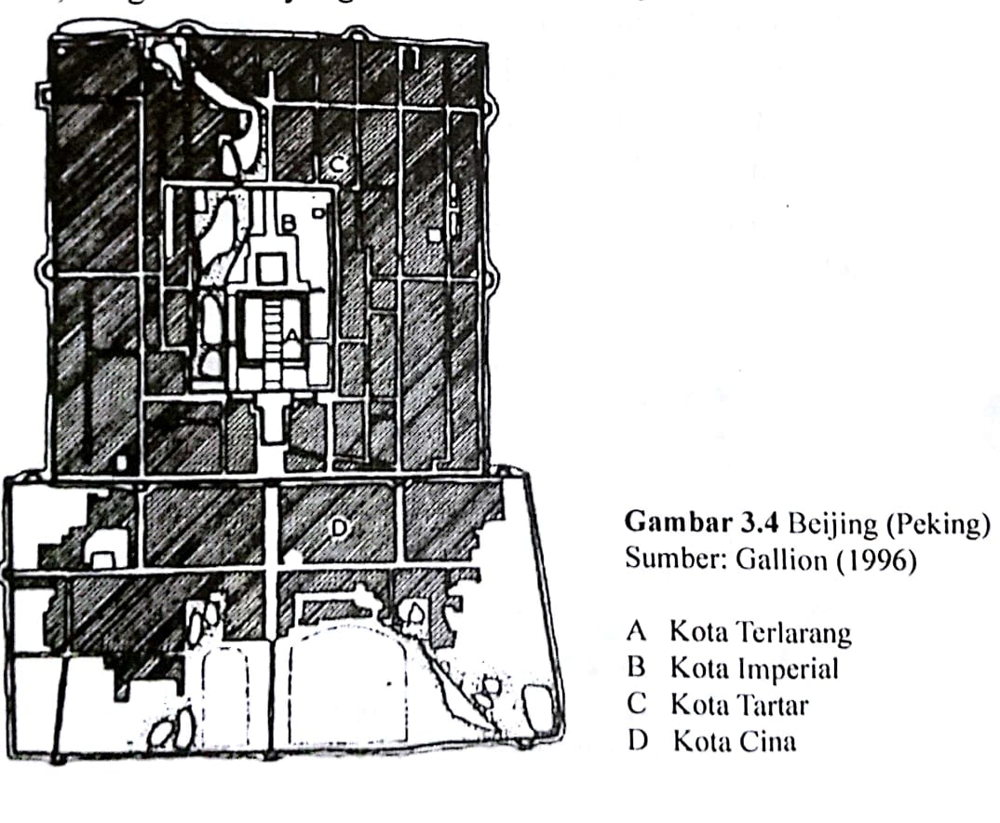 C
B
A
D
Gambar 3.4 Beijing (Peking)
Sumber: Gallion (1996)
A Kota Terlarang
B Kota Imperial
C Kota Tartar
D Kota Cina